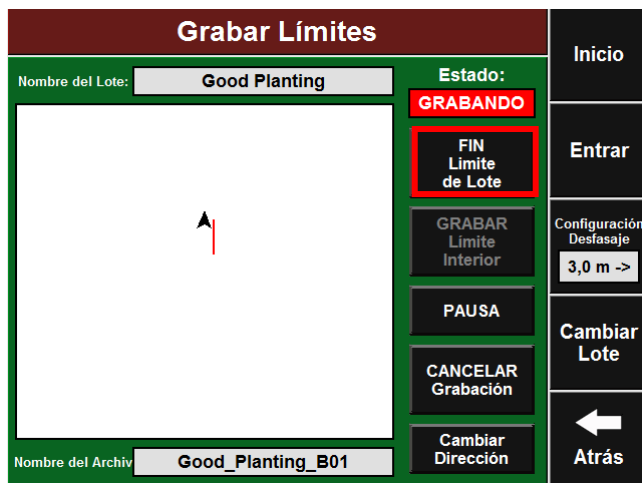 Grabar Límites
Nombre del Lote:
Good Planting
Estado:
GRABANDO
FIN
Limite
de Lote
GRABAR
Límite
Interior
PAUSA
CANCELAR
Grabación
Cambiar
Dirección
Nombre del Archiv
Good_Planting_B01
Inicio
Entrar
Configuración
Desfasaje
3,0 m ->
Cambiar
Lote
Atrás